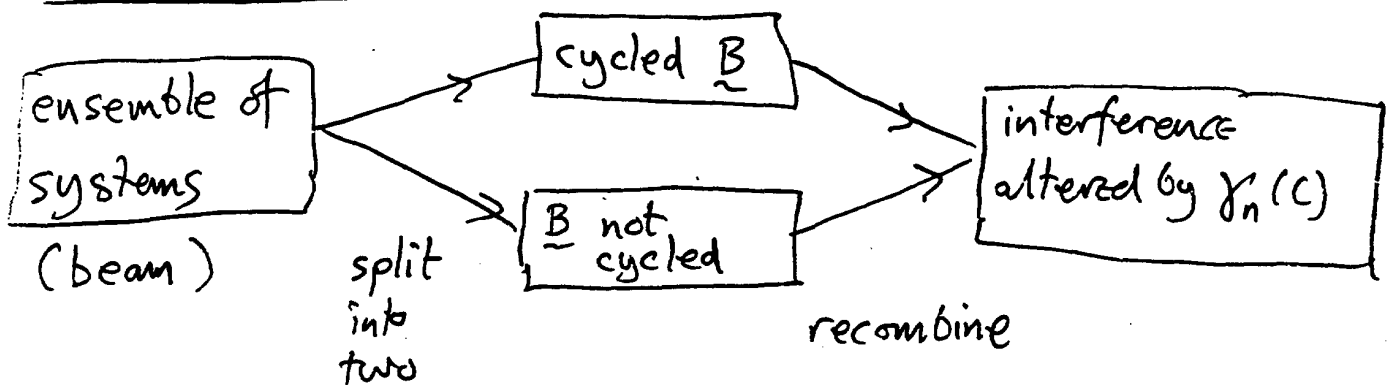 ensemble of
systems
(beam)
split
into
two
cycled B
B not
cycled
recombine
interference
altered by γn(C)